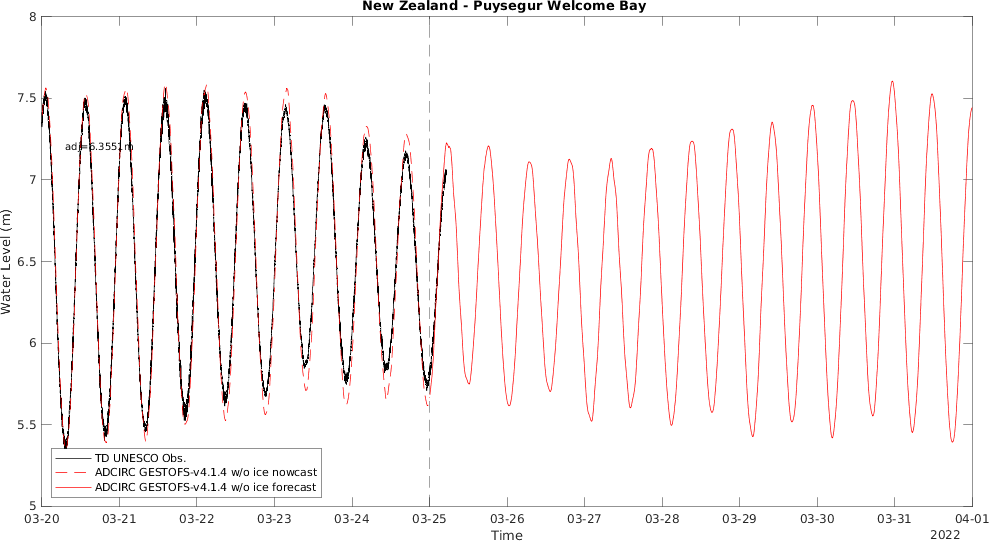 New Zealand - Puysegur Welcome Bay
8
7.5
7
6.5
6
5.5
5
Water Level (m)
adj=6.3551m
TD UNESCO Obs.
ADCIRC GESTOFS-v4.1.4 w/o ice nowcast
ADCIRC GESTOFS-v4.1.4 w/o ice forecast
03-20 03-21 03-22 03-23 03-24 03-25 03-26 03-27 03-28 03-29 03-30 03-31 04-01
Time
2022